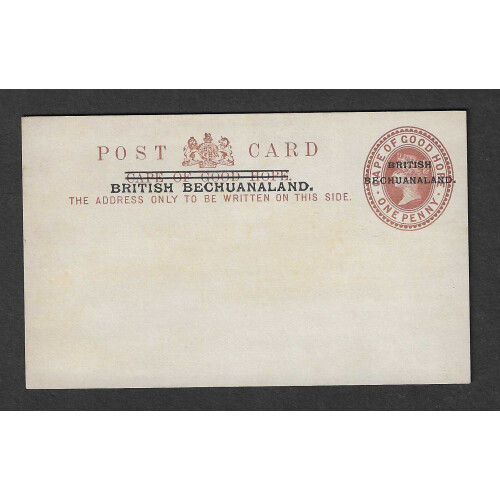 POST CARD
CAPE OF GOOD HOPE.
BRITISH BECHUANALAND.
THE ADDRESS ONLY TO BE WRITTEN ON THIS SIDE.
CAPE OF GOOD HOPE
BRITISH
BECHUANALAND.
ONE PENNY